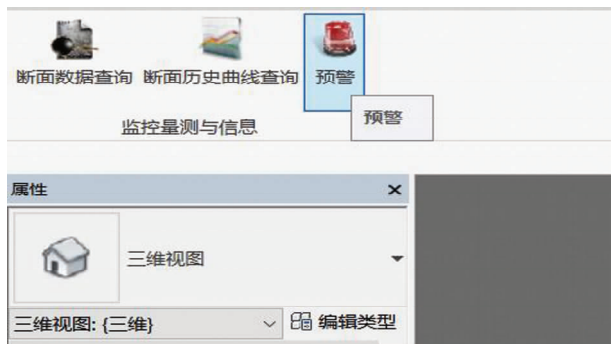 断面数据查询 断面历史曲线查询 预警
监控量测与信息
预警
属性
三维视图
三维视图: {三维} 编辑类型